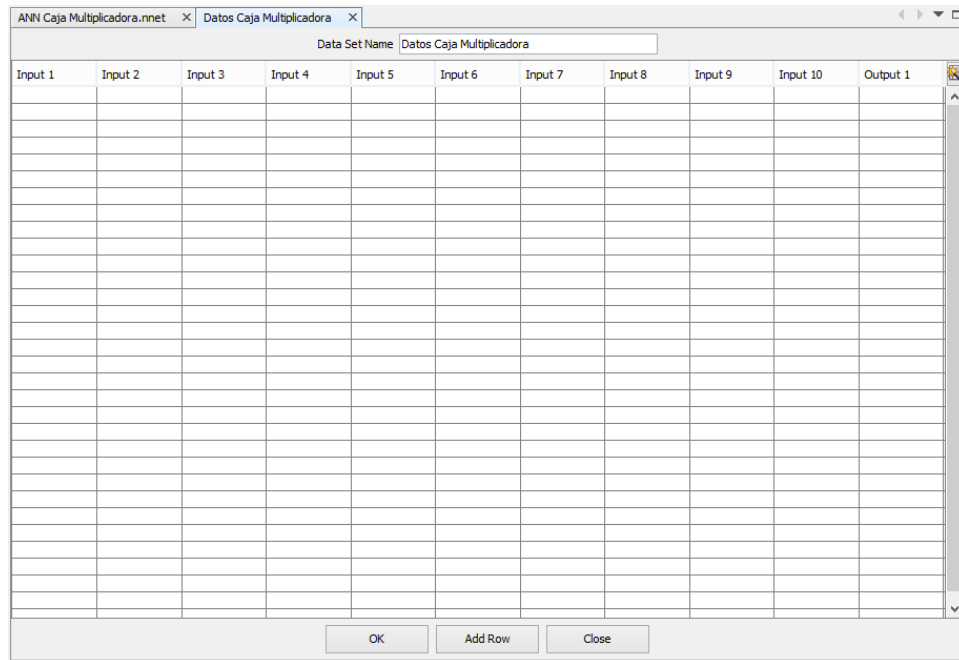 ANN Caja Multiplicadora.nnet X Datos Caja Multiplicadora X
Data Set Name Datos Caja Multiplicadora
Input 1 Input 2 Input 3 Input 4 Input 5 Input 6 Input 7 Input 8 Input 9 Input 10 Output 1
OK Add Row Close